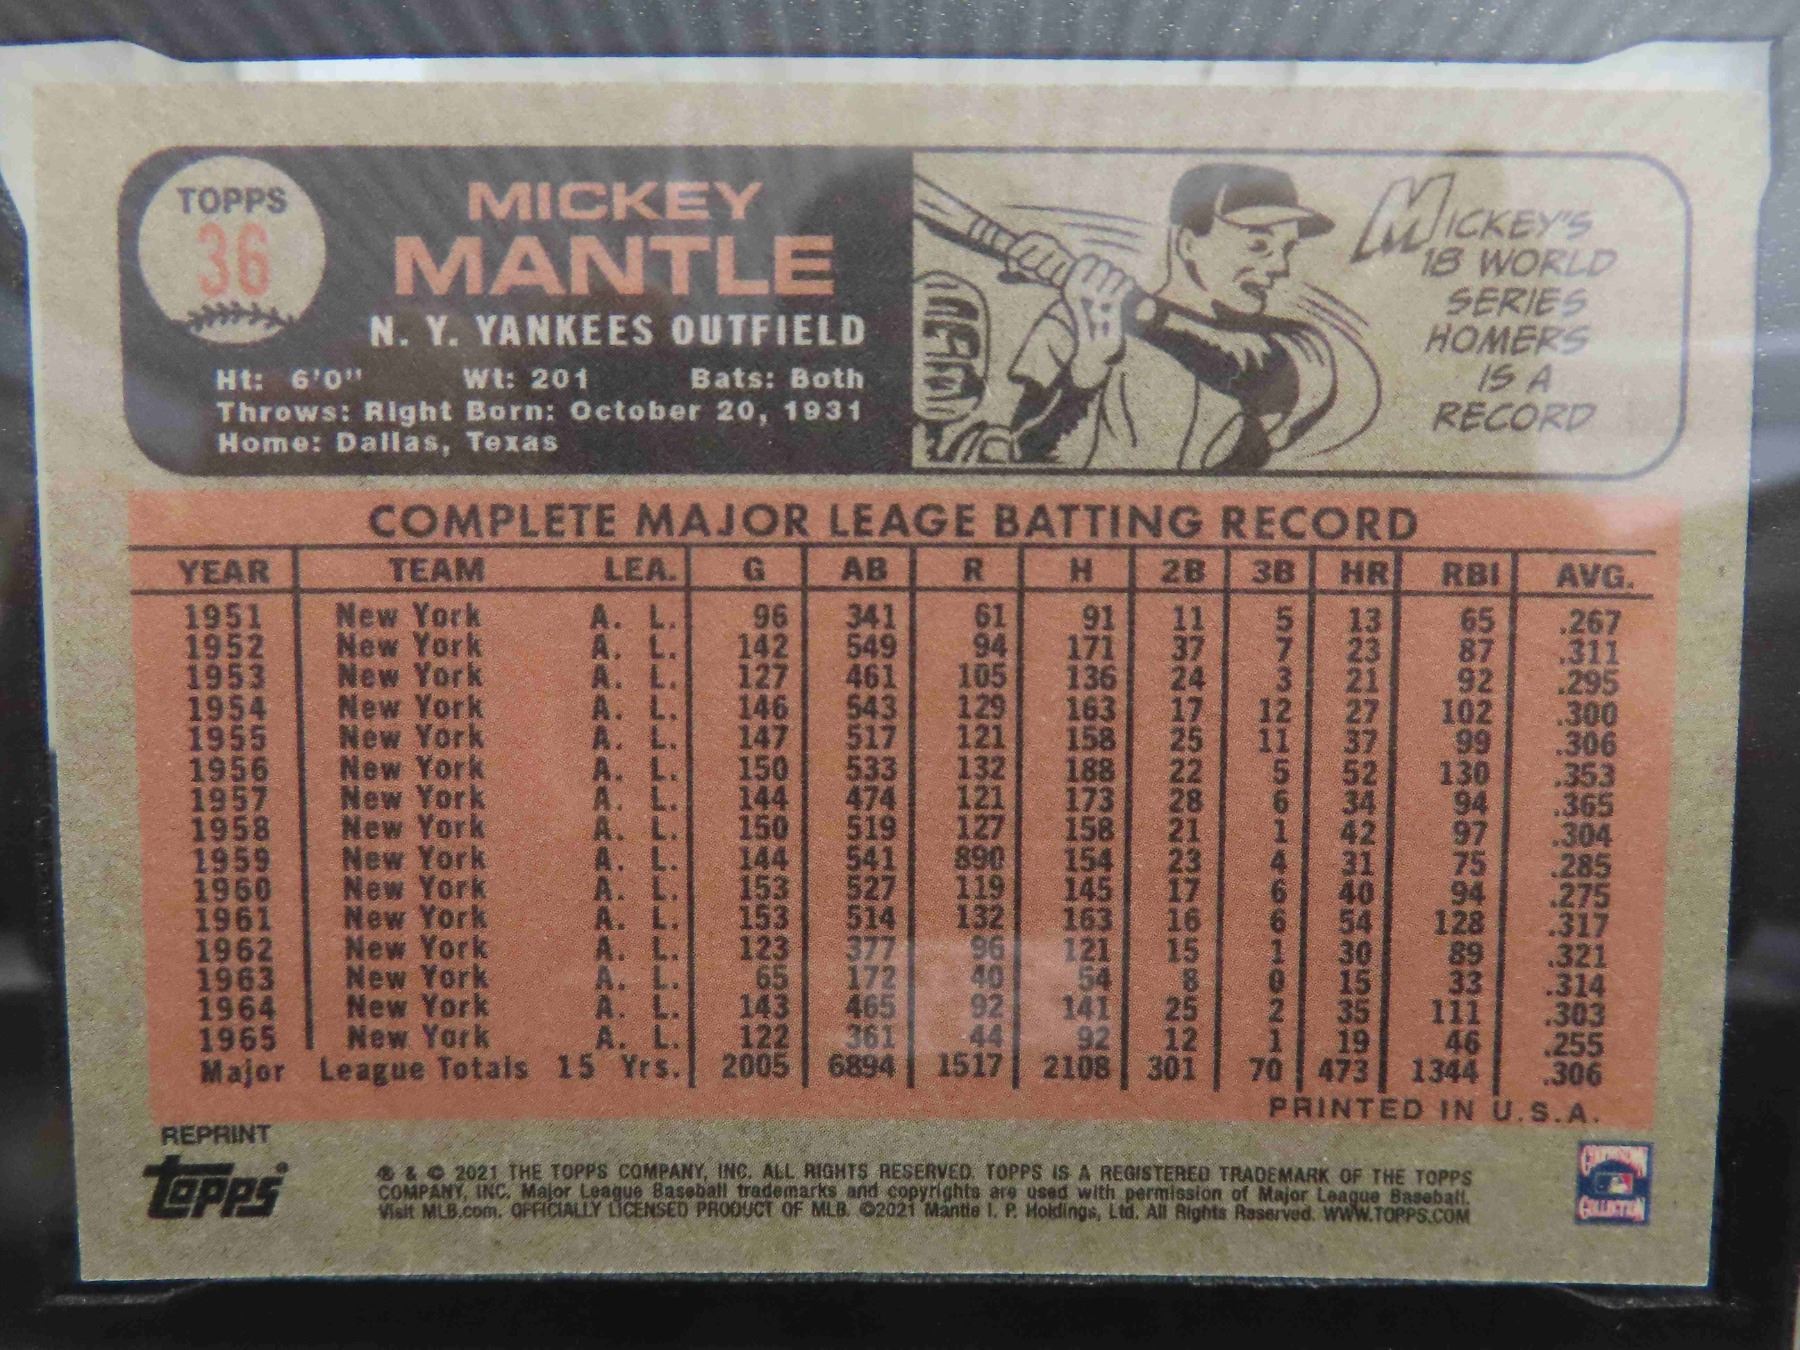 TOPPS
36
MICKEY
MANTLE
N. Y. YANKEES OUTFIELD
Ht: 6'0" Wt: 201 Bats: Both
Throws: Right Born: October 20, 1931
Home: Dallas, Texas
MICKEY'S
18 WORLD
SERIES
HOMERS
IS A
RECORD
COMPLETE MAJOR LEAGE BATTING RECORD
YEAR TEAM LEA. G AB R H 2B 3B HR RBI AVG.
1951 New York A. L. 96 341 61 91 11 5 13 65 .267
1952 New York A. L. 142 549 94 171 37 7 23 87 .311
1953 New York A. L. 127 461 105 136 24 3 21 92 .295
1954 New York A. L. 146 543 129 163 17 12 27 102 .300
1955 New York A. L. 147 517 121 158 25 11 37 99 .306
1956 New York A. L. 150 533 132 188 22 5 52 130 .353
1957 New York A. L. 144 474 121 173 28 6 34 94 .365
1958 New York A. L. 150 519 127 158 21 1 42 97 .304
1959 New York A. L. 144 541 890 154 23 4 31 75 .285
1960 New York A. L. 153 527 119 145 17 6 40 94 .275
1961 New York A. L. 153 514 132 163 16 6 54 128 .317
1962 New York A. L. 123 377 96 121 15 1 30 89 .321
1963 New York A. L. 65 172 40 54 8 0 15 33 .314
1964 New York A. L. 143 465 92 141 25 2 35 111 .303
1965 New York A. L. 122 361 44 92 12 1 19 46 .255
Major League Totals 15 Yrs. 2005 6894 1517 2108 301 70 473 1344 .306
PRINTED IN U.S.A.
REPRINT
topps®
® & © 2021 THE TOPPS COMPANY, INC. ALL RIGHTS RESERVED. TOPPS IS A REGISTERED TRADEMARK OF THE TOPPS
COMPANY, INC. Major League Baseball trademarks and copyrights are used with permission of Major League Baseball.
Visit MLB.com. OFFICIALLY LICENSED PRODUCT OF MLB. ©2021 Mantle I. P. Holdings, Ltd. All Rights Reserved. WWW.TOPPS.COM
COOPERSTOWN
COLLECTION